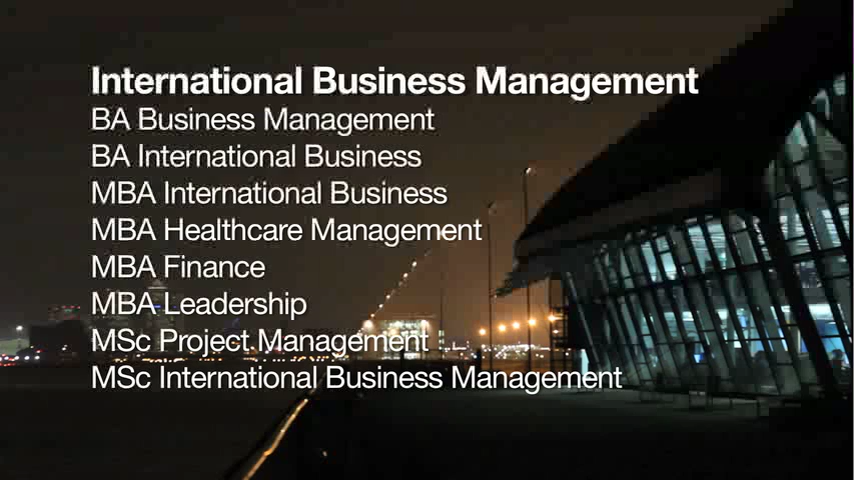 International Business Management
BA Business Management
BA International Business
MBA International Business
MBA Healthcare Management
MBA Finance
MBA Leadership
MSc Project Management
MSc International Business Management